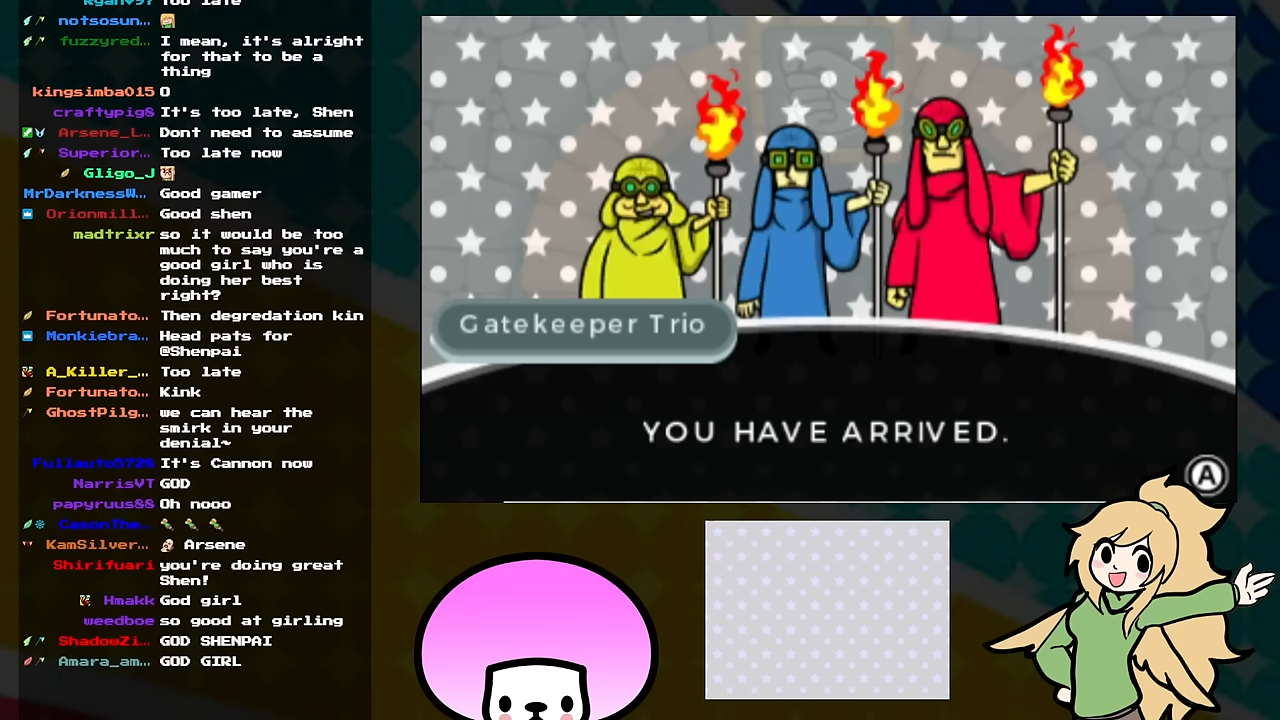 Too late
notsosun...
fuzzyred... I mean, it's alright
for that to be a
thing
kingsimba015 O
craftypig8 It's too late, Shen
Arsene_L... Dont need to assume
Superior... Too late now
Gligo_J
MrDarknessW... Good gamer
Orionmill... Good shen
madtrixr so it would be too
much to say you're a
good girl who is
doing her best
right?
Fortunato... Then degredation kin
Monkiebra... Head pats for
@Shenpai
A_Killer_... Too late
Fortunato... Kink
GhostPilg... we can hear the
smirk in your
denial~
Fullauto5728 It's Cannon now
NarrisVT GOD
papyruus88 Oh nooo
CasonThe...
KamSilver... Arsene
Shirifuari you're doing great
Shen!
Hmakk God girl
weedboe so good at girling
ShadowZi... GOD SHENPAI
Amara_am... GOD GIRL
Gatekeeper Trio
YOU HAVE ARRIVED.
A